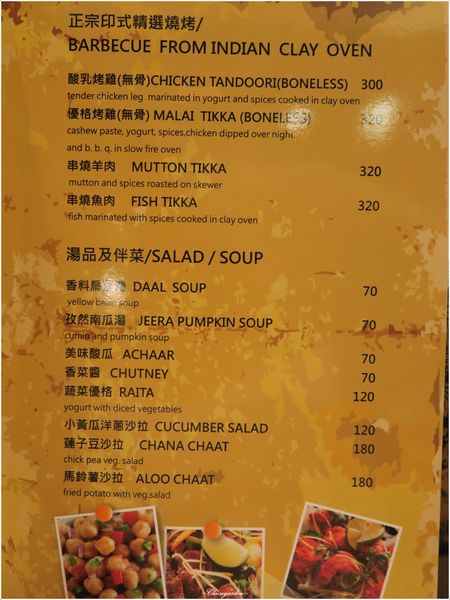 正宗印式精選燒烤/
BARBECUE FROM INDIAN CLAY OVEN
酸乳烤雞(無骨)CHICKEN TANDOORI(BONELESS) 300
tender chicken leg marinated in yogurt and spices cooked in clay oven
優格烤雞(無骨) MALAI TIKKA (BONELESS) 320
cashew paste, yogurt, spices,chicken dipped over night
and b. b. q. in slow fire oven
串燒羊肉 MUTTON TIKKA 320
mutton and spices roasted on skewer
串燒魚肉 FISH TIKKA 320
fish marinated with spices cooked in clay oven
湯品及伴菜/SALAD / SOUP
香料扁豆湯 DAAL SOUP 70
yellow bean soup
孜然南瓜湯 JEERA PUMPKIN SOUP 70
cumin and pumpkin soup
美味酸瓜 ACHAAR 70
香菜醬 CHUTNEY 70
蔬菜優格 RAITA 120
yogurt with diced vegetables
小黃瓜洋蔥沙拉 CUCUMBER SALAD 120
蓮子豆沙拉 CHANA CHAAT 180
chick pea veg. salad
馬鈴薯沙拉 ALOO CHAAT 180
fried potato with veg.salad